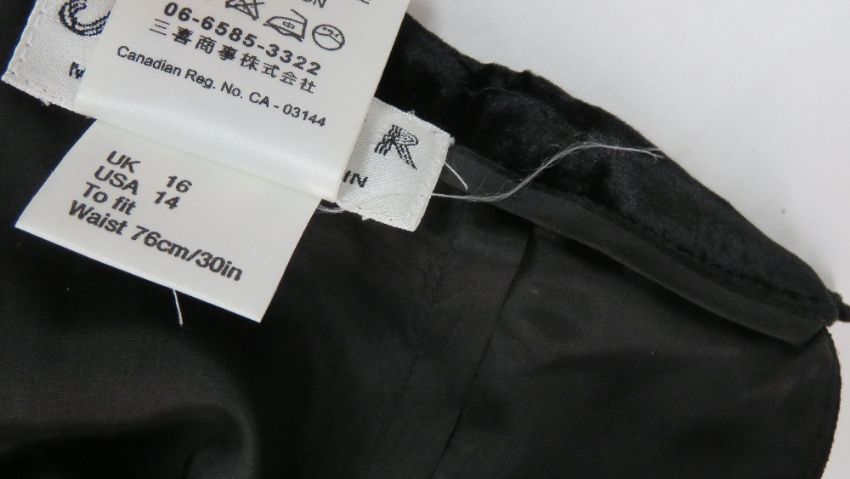 06-6585-3322
三喜商事株式会社
Canadian Reg. No. CA - 03144
R
IN
UK 16
USA 14
To fit
Waist 76cm/30in